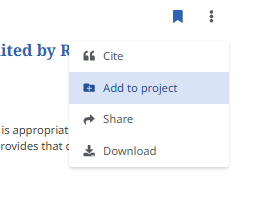 ited by R
Cite
Add to project
Share
is appropriat
Download
rovides that